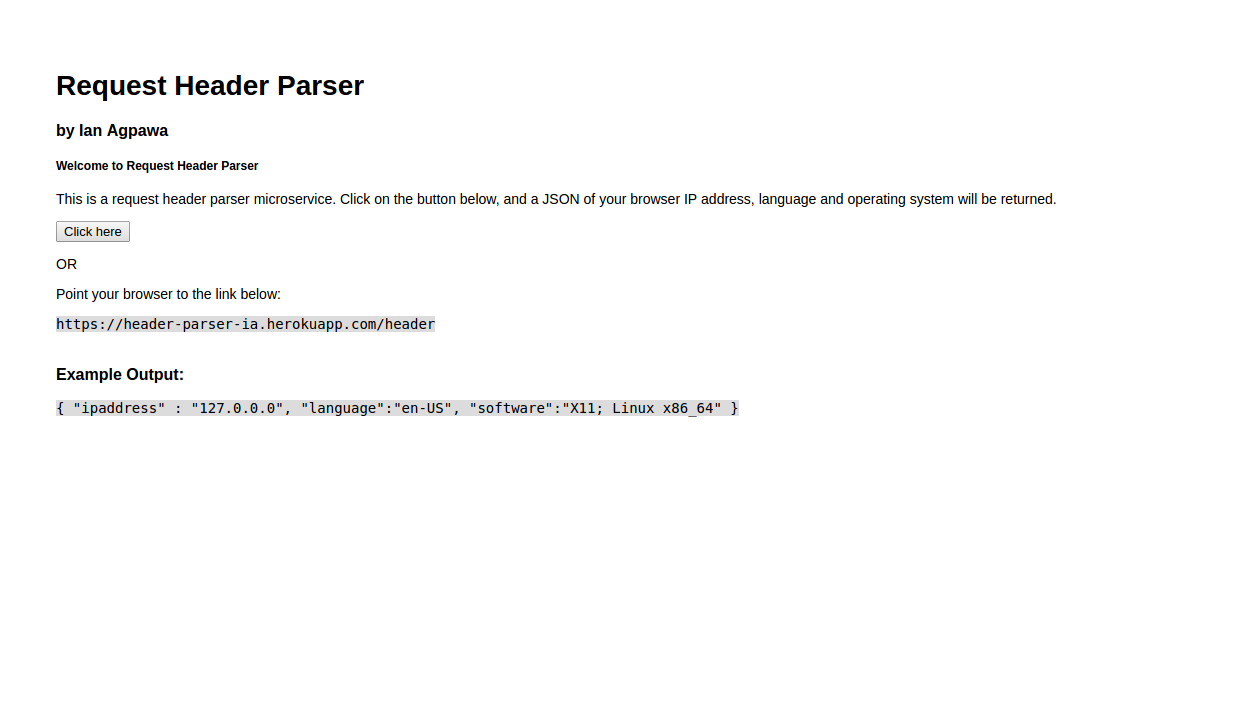 Request Header Parser
by Ian Agpawa
Welcome to Request Header Parser
This is a request header parser microservice. Click on the button below, and a JSON of your browser IP address, language and operating system will be returned.
Click here
OR
Point your browser to the link below:
https://header-parser-ia.herokuapp.com/header
Example Output:
{ "ipaddress" : "127.0.0.0", "language":"en-US", "software":"X11; Linux x86_64" }